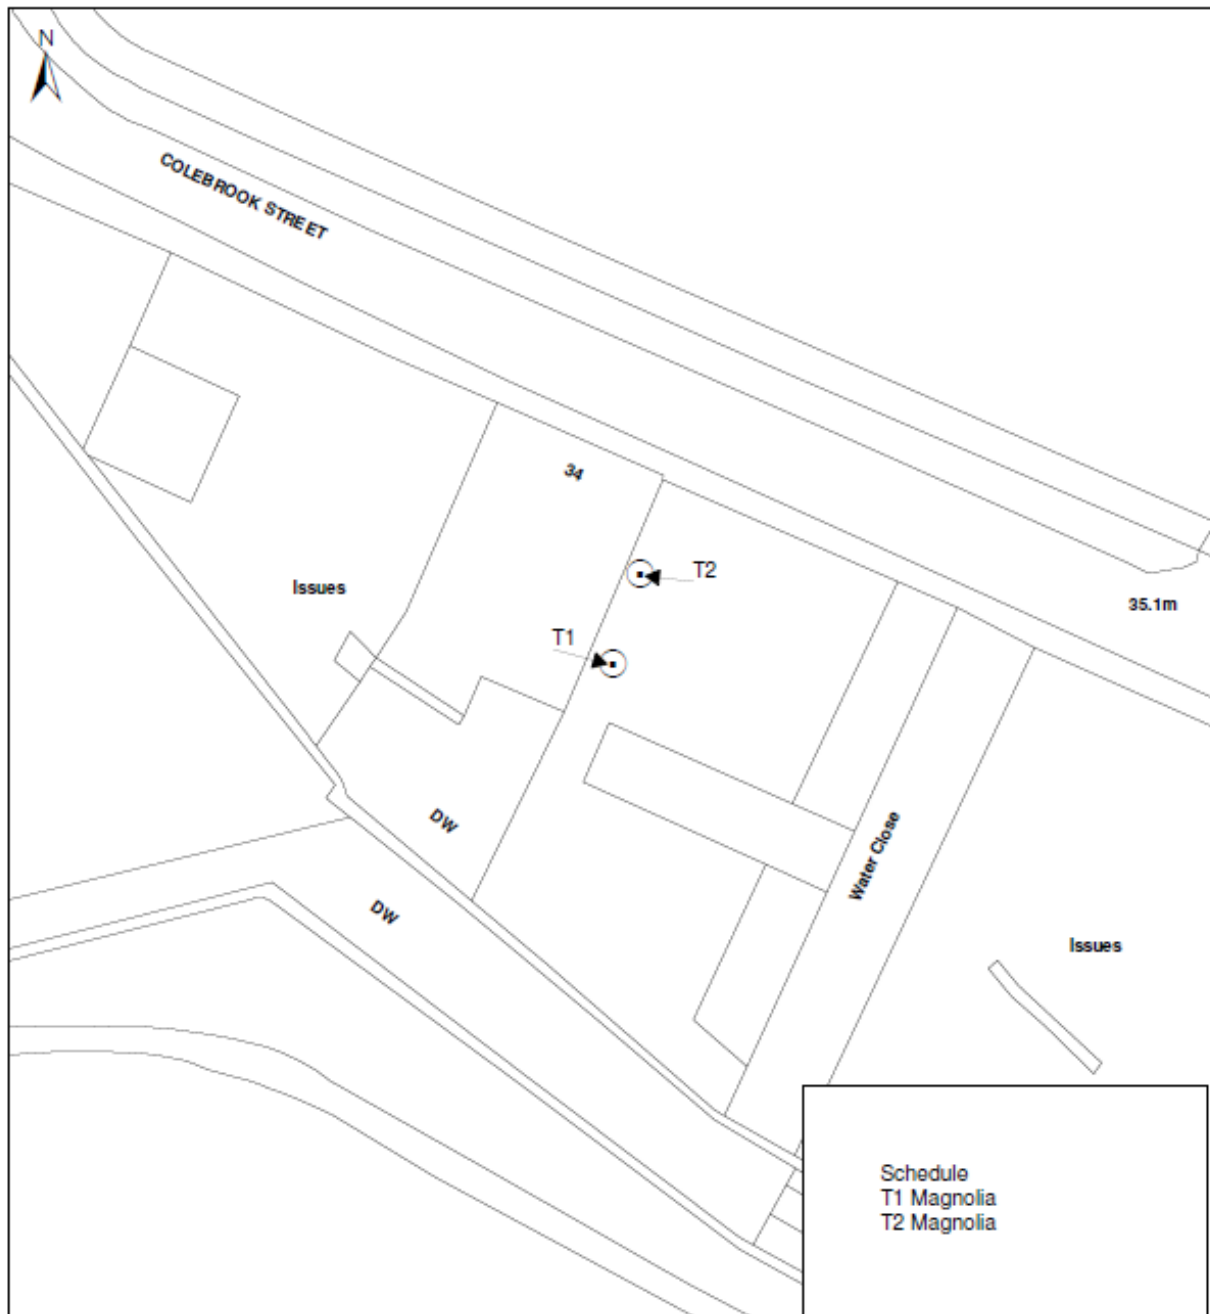 N
COLEBROOK STREET
34
T2
Issues
35.1m
T1
DW
Water Close
DW
Issues
Schedule
T1 Magnolia
T2 Magnolia